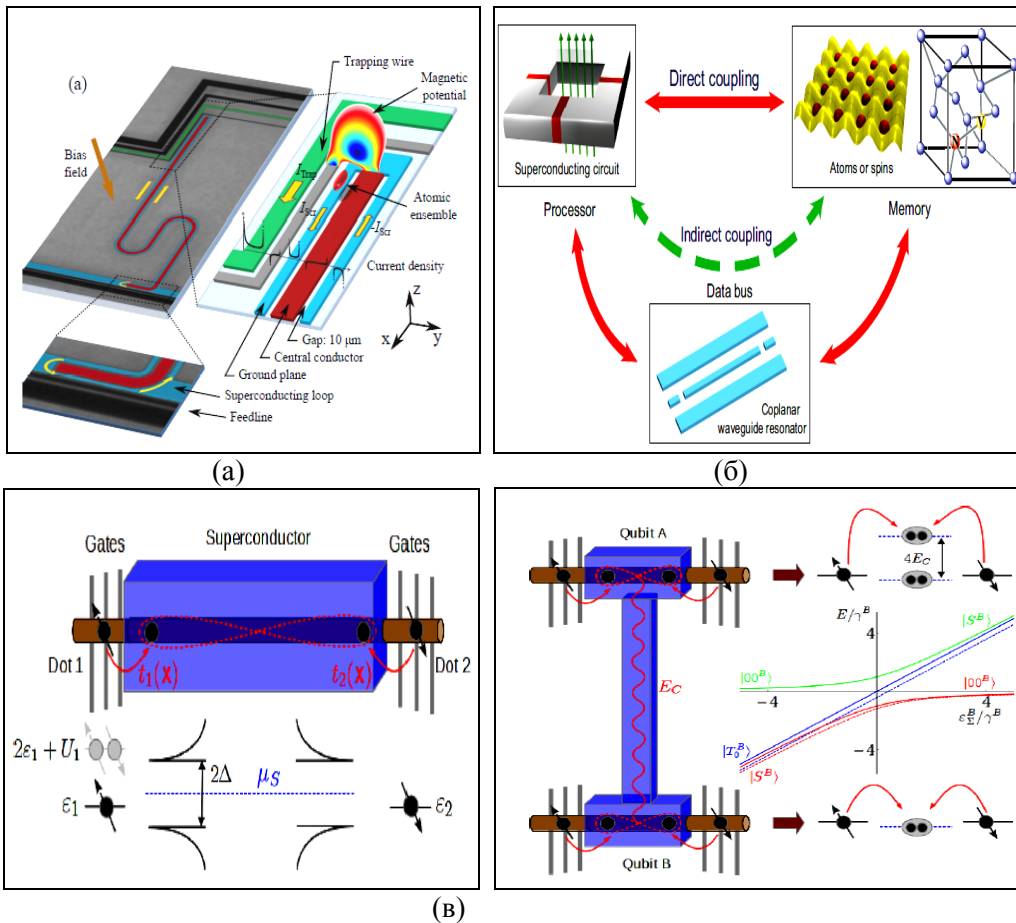 (a)
Trapping wire
Magnetic
potential
Bias
field
I_Trap
I_Scr
-I_Scr
Atomic
ensemble
Current density
z
y
x
Gap: 10 μm
Central conductor
Ground plane
Superconducting loop
Feedline
(а)
Direct coupling
Superconducting circuit
Atoms or spins
N
V
Processor
Memory
Indirect coupling
Data bus
Coplanar
waveguide resonator
(б)
Gates
Superconductor
Gates
Dot 1
t₁(x)
t₂(x)
Dot 2
2ε₁ + U₁
2Δ
μ_S
ε₁
ε₂
Qubit A
4E_C
E_C
E/γ^B
4
|S^B⟩
|00^B⟩
|00^B⟩
−4
4
ε_Σ^B/γ^B
|T₀^B⟩
−4
|S^B⟩
Qubit B
(в)